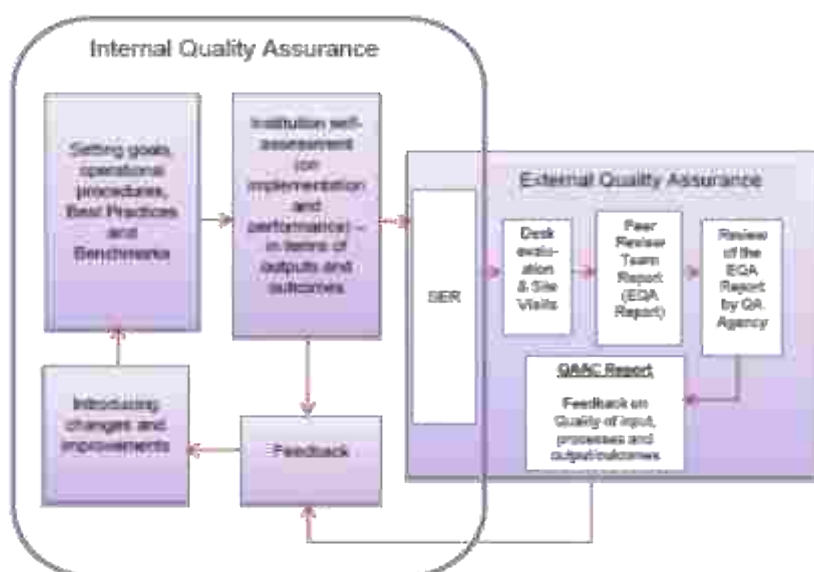 Internal Quality Assurance
Setting goals,
operational
procedures,
Best Practices
and
Benchmarks
Institution self-
assessment
(on
implementation
and
performance) –
in terms of
outputs and
outcomes
External Quality Assurance
SER
Desk
evalu-
ation
& Site
Visits
Peer
Review
Team
Report
(EQA
Report)
Review
of the
EQA
Report
by QA
Agency
QAAC Report
Feedback on
Quality of input,
processes and
output/outcomes
Introducing
changes and
improvements
Feedback